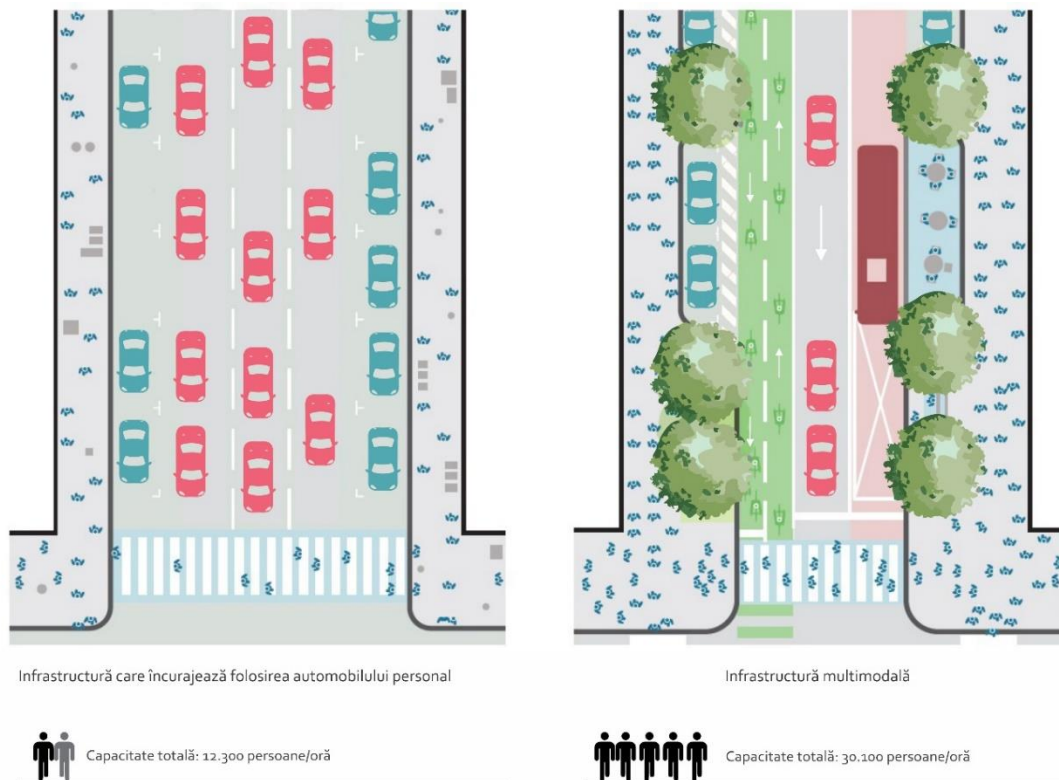 Infrastructură care încurajează folosirea automobilului personal
Capacitate totală: 12.300 persoane/oră
Infrastructură multimodală
Capacitate totală: 30.100 persoane/oră